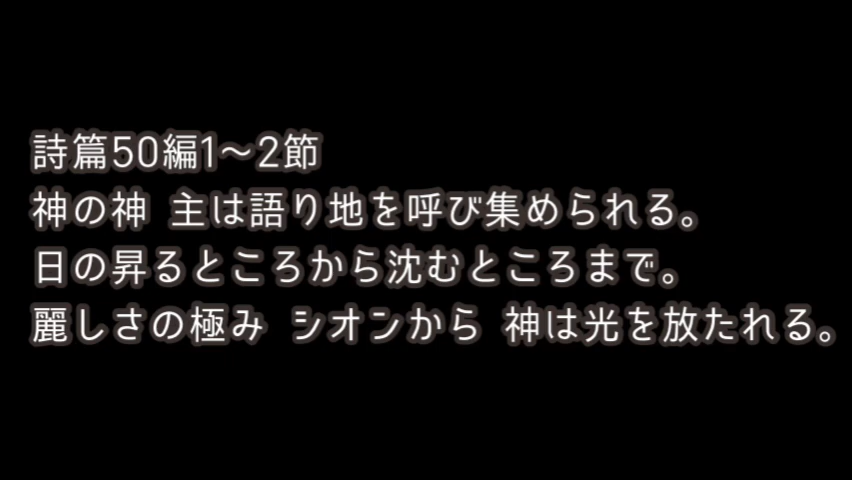 詩篇50編1～2節
神の神 主は語り地を呼び集められる。
日の昇るところから沈むところまで。
麗しさの極み シオンから 神は光を放たれる。